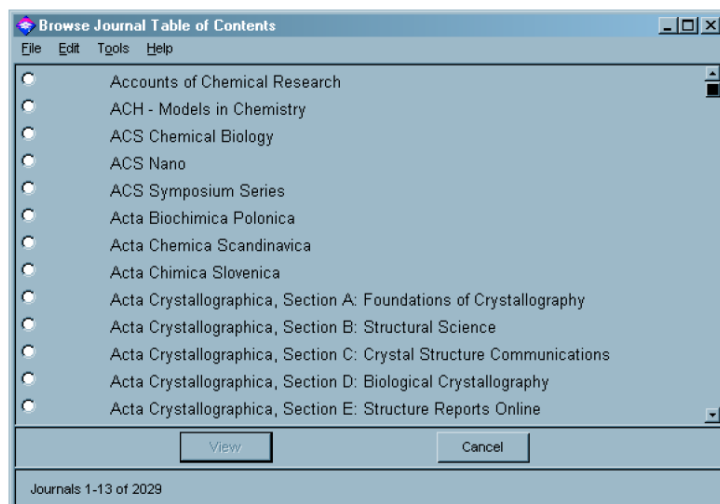 Browse Journal Table of Contents
File Edit Tools Help
Accounts of Chemical Research
ACH - Models in Chemistry
ACS Chemical Biology
ACS Nano
ACS Symposium Series
Acta Biochimica Polonica
Acta Chemica Scandinavica
Acta Chimica Slovenica
Acta Crystallographica, Section A: Foundations of Crystallography
Acta Crystallographica, Section B: Structural Science
Acta Crystallographica, Section C: Crystal Structure Communications
Acta Crystallographica, Section D: Biological Crystallography
Acta Crystallographica, Section E: Structure Reports Online
View Cancel
Journals 1-13 of 2029